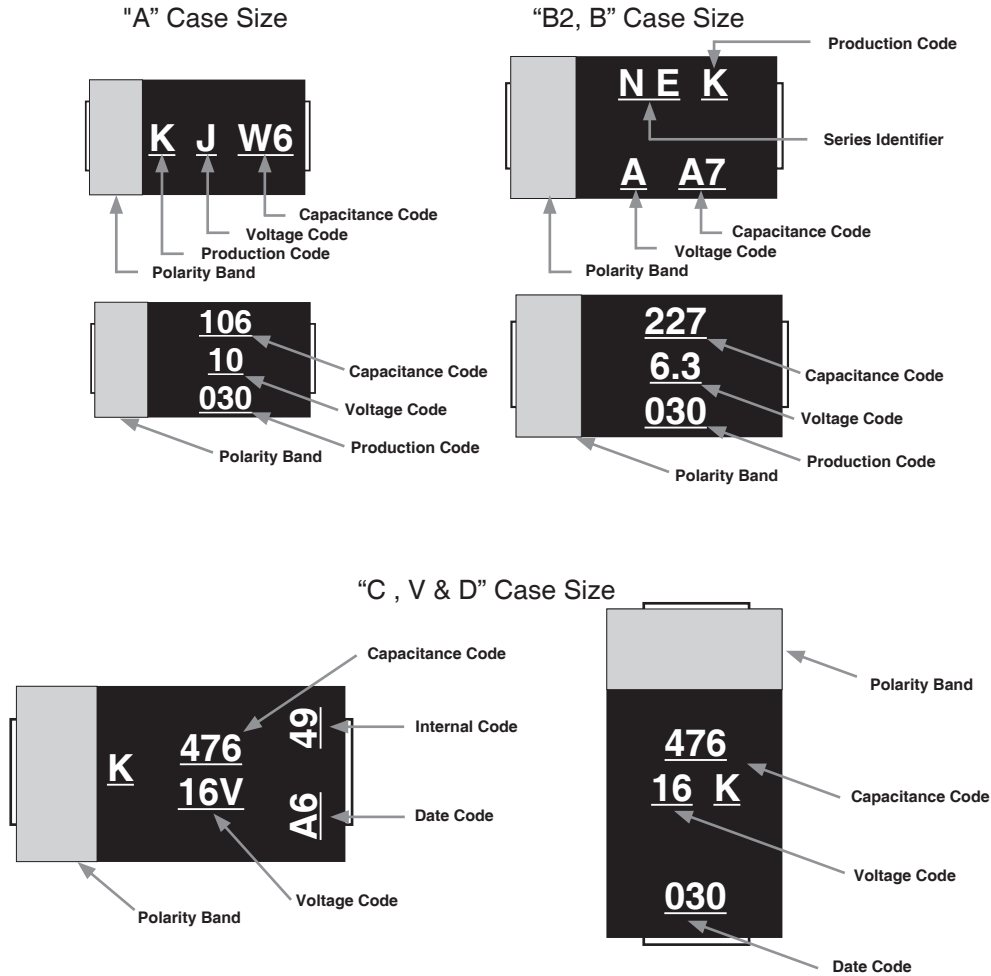 "A” Case Size
K J W6
Capacitance Code
Voltage Code
Production Code
Polarity Band
106
10
030
Capacitance Code
Voltage Code
Production Code
Polarity Band
“B2, B” Case Size
Production Code
N E K
Series Identifier
A A7
Capacitance Code
Voltage Code
Polarity Band
227
6.3
030
Capacitance Code
Voltage Code
Production Code
Polarity Band
“C , V & D” Case Size
Capacitance Code
Internal Code
49
K
476
16V
A6
Date Code
Voltage Code
Polarity Band
Polarity Band
476
16 K
Capacitance Code
Voltage Code
030
Date Code